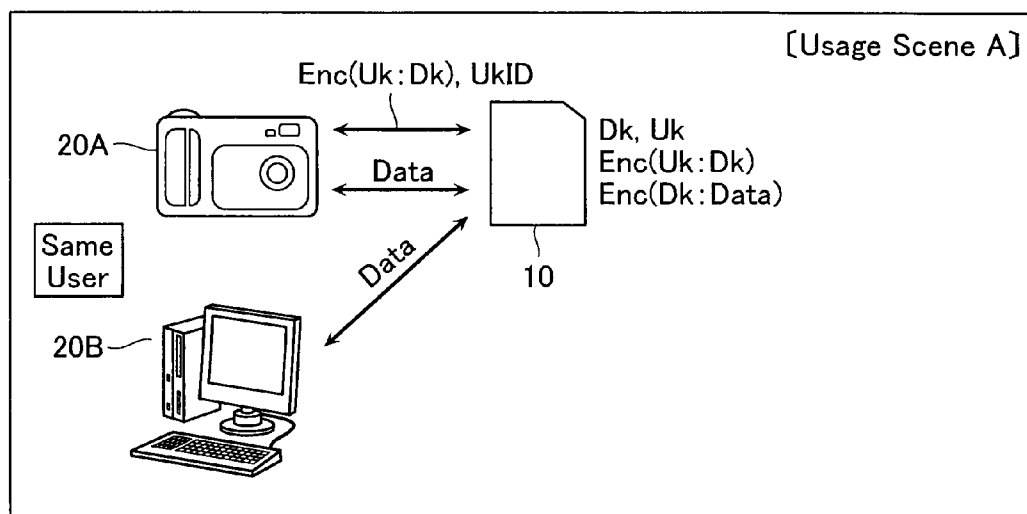 [Usage Scene A]
Enc(Uk:Dk), UkID
20A
Data
Dk, Uk
Enc(Uk:Dk)
Enc(Dk:Data)
10
Same
User
Data
20B